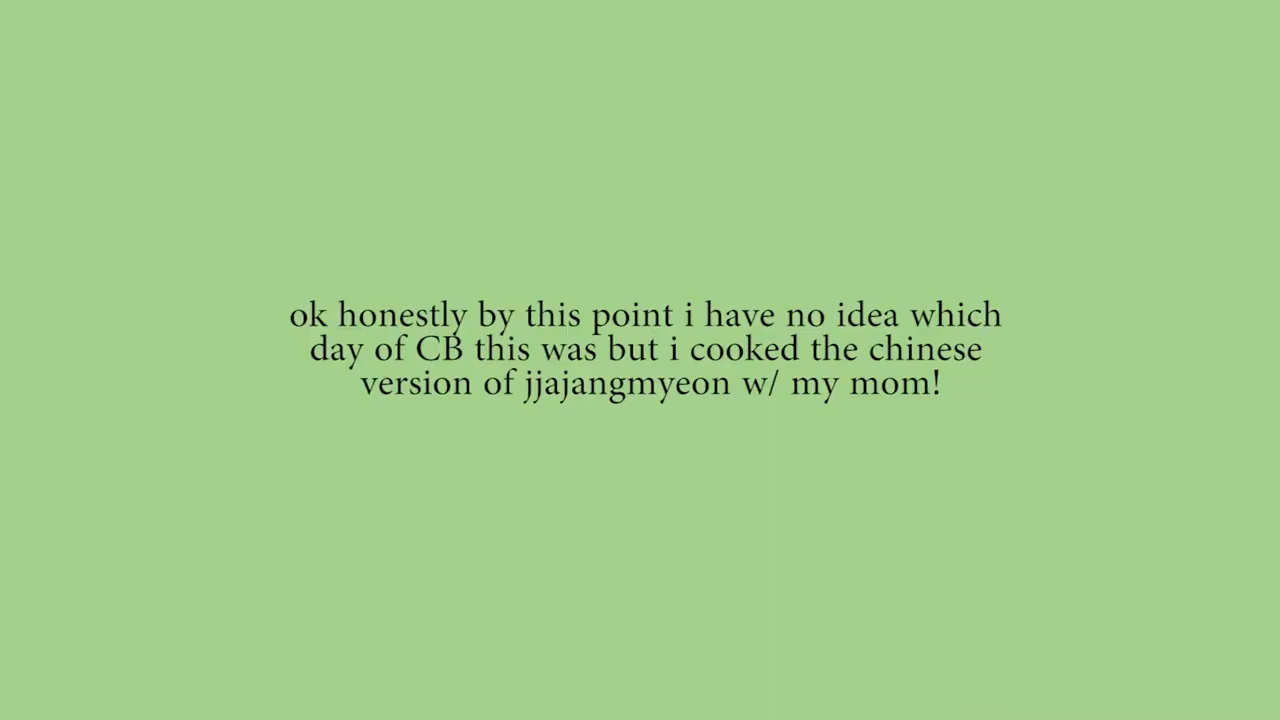 ok honestly by this point i have no idea which
day of CB this was but i cooked the chinese
version of jjajangmyeon w/ my mom!